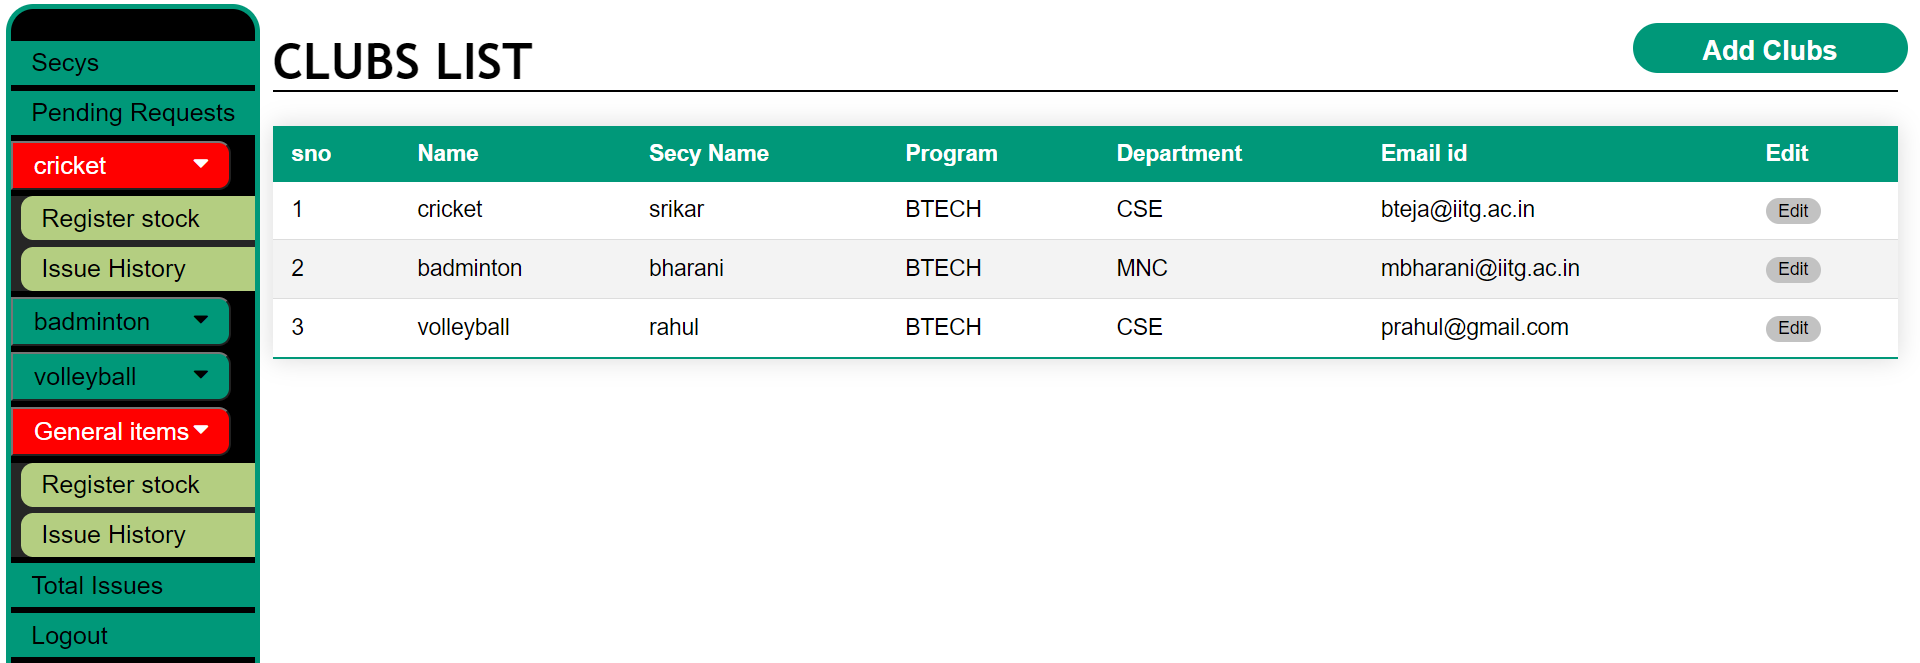 Secys
Pending Requests
cricket
Register stock
Issue History
badminton
volleyball
General items
Register stock
Issue History
Total Issues
Logout
CLUBS LIST
Add Clubs
sno Name Secy Name Program Department Email id Edit
1 cricket srikar BTECH CSE bteja@iitg.ac.in Edit
2 badminton bharani BTECH MNC mbharani@iitg.ac.in Edit
3 volleyball rahul BTECH CSE prahul@gmail.com Edit